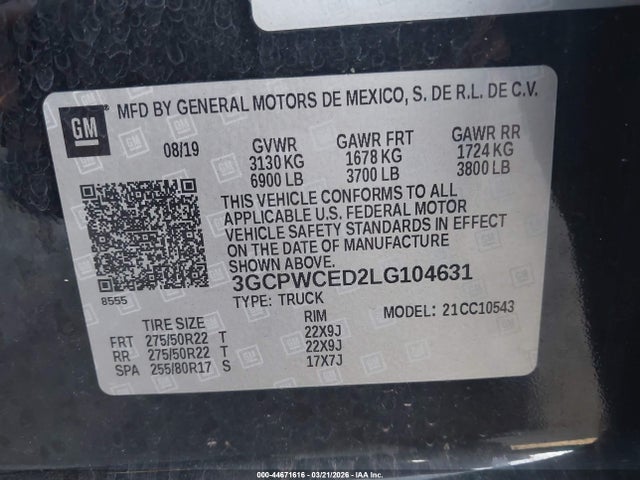 GM
MFD BY GENERAL MOTORS DE MEXICO, S. DE R.L. DE C.V.
08/19 GVWR GAWR FRT GAWR RR
3130 KG 1678 KG 1724 KG
6900 LB 3700 LB 3800 LB
THIS VEHICLE CONFORMS TO ALL
APPLICABLE U.S. FEDERAL MOTOR
VEHICLE SAFETY STANDARDS IN EFFECT
ON THE DATE OF MANUFACTURE SHOWN
ABOVE.
3GCPWCED2LG104631
8555
TYPE: TRUCK MODEL: 21CC10543
TIRE SIZE RIM
FRT 275/50R22 T 22X9J
RR 275/50R22 T 22X9J
SPA 255/80R17 S 17X7J
000-44671616 | 03/21/2026 - IAA Inc.